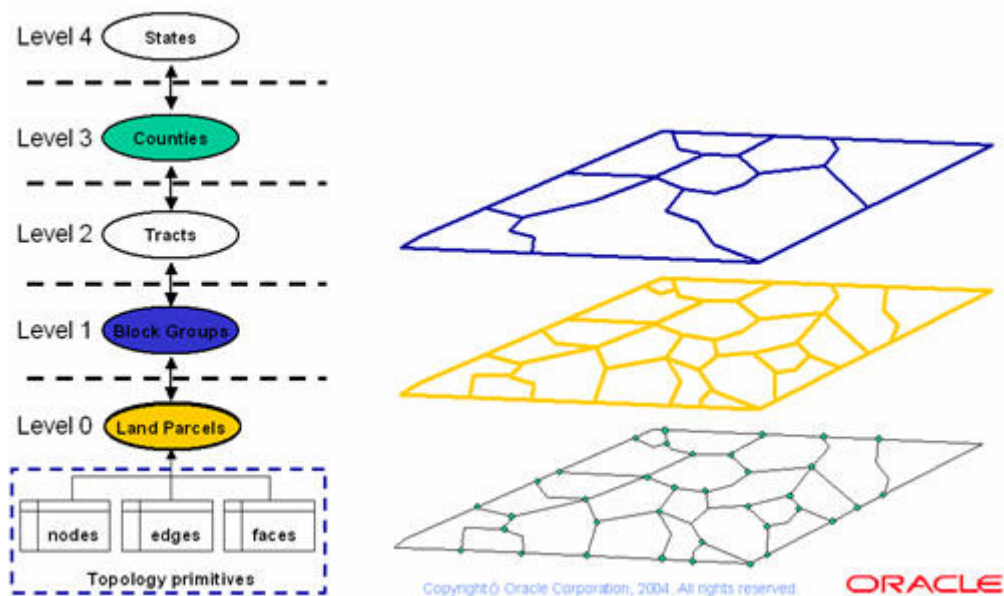 Level 4
States
Level 3
Counties
Level 2
Tracts
Level 1
Block Groups
Level 0
Land Parcels
nodes
edges
faces
Topology primitives
Copyright© Oracle Corporation, 2004. All rights reserved.
ORACLE